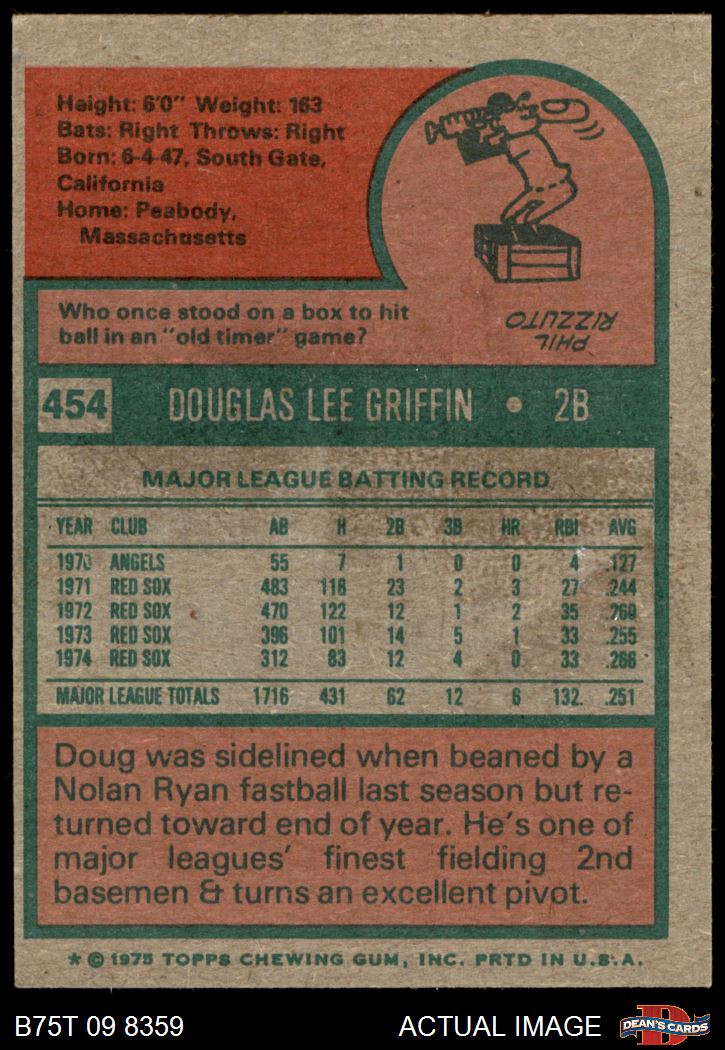 Height: 6'0" Weight: 163
Bats: Right Throws: Right
Born: 6-4-47, South Gate,
California
Home: Peabody,
Massachusetts
Who once stood on a box to hit
ball in an "old timer" game?
PHIL
RIZZUTO
454 DOUGLAS LEE GRIFFIN • 2B
MAJOR LEAGUE BATTING RECORD
YEAR CLUB AB H 2B 3B HR RBI AVG
1970 ANGELS 55 7 1 0 0 4 .127
1971 RED SOX 483 118 23 2 3 27 .244
1972 RED SOX 470 122 12 1 2 35 .260
1973 RED SOX 396 101 14 5 1 33 .255
1974 RED SOX 312 83 12 4 0 33 .266
MAJOR LEAGUE TOTALS 1716 431 62 12 6 132. .251
Doug was sidelined when beaned by a
Nolan Ryan fastball last season but re-
turned toward end of year. He's one of
major leagues' finest fielding 2nd
basemen & turns an excellent pivot.
* © 1975 TOPPS CHEWING GUM, INC. PRTD IN U.S.A.
B75T 09 8359 ACTUAL IMAGE D DEAN'S CARDS